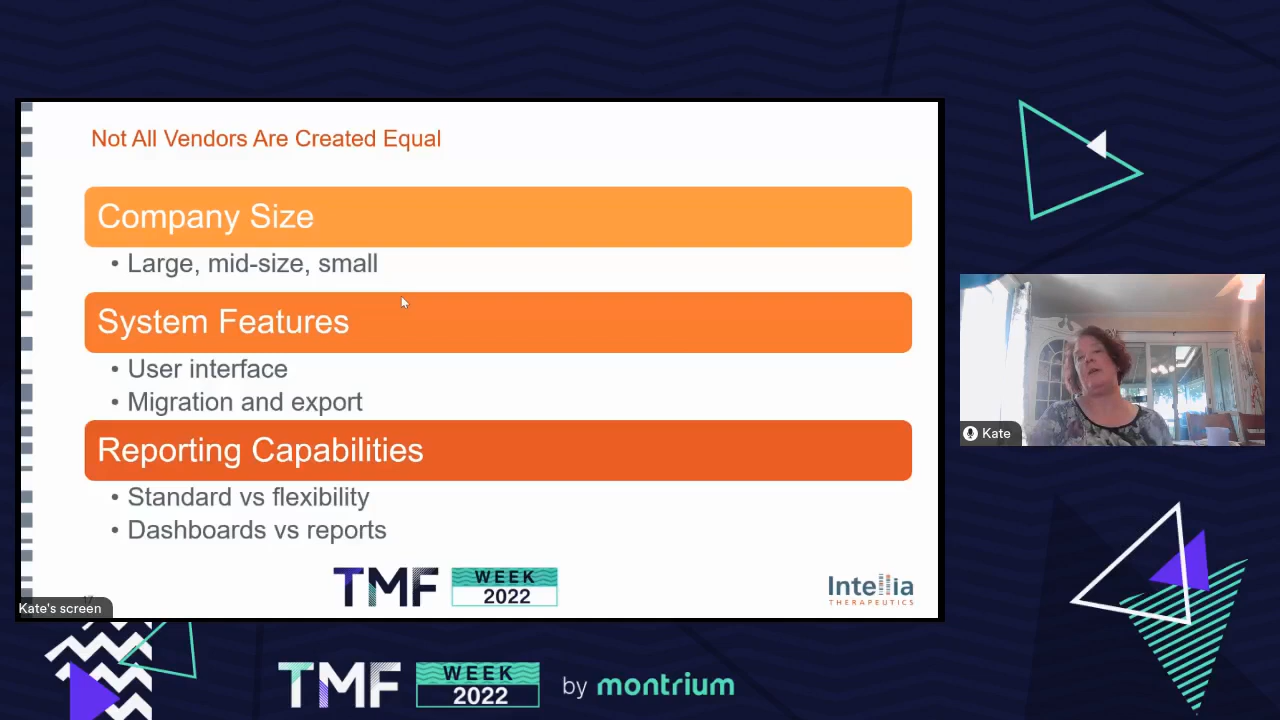 Not All Vendors Are Created Equal
Company Size
• Large, mid-size, small
System Features
• User interface
• Migration and export
Reporting Capabilities
• Standard vs flexibility
• Dashboards vs reports
TMF WEEK 2022
Intellia
THERAPEUTICS
17
Kate's screen
Kate
TMF WEEK 2022 by montrium